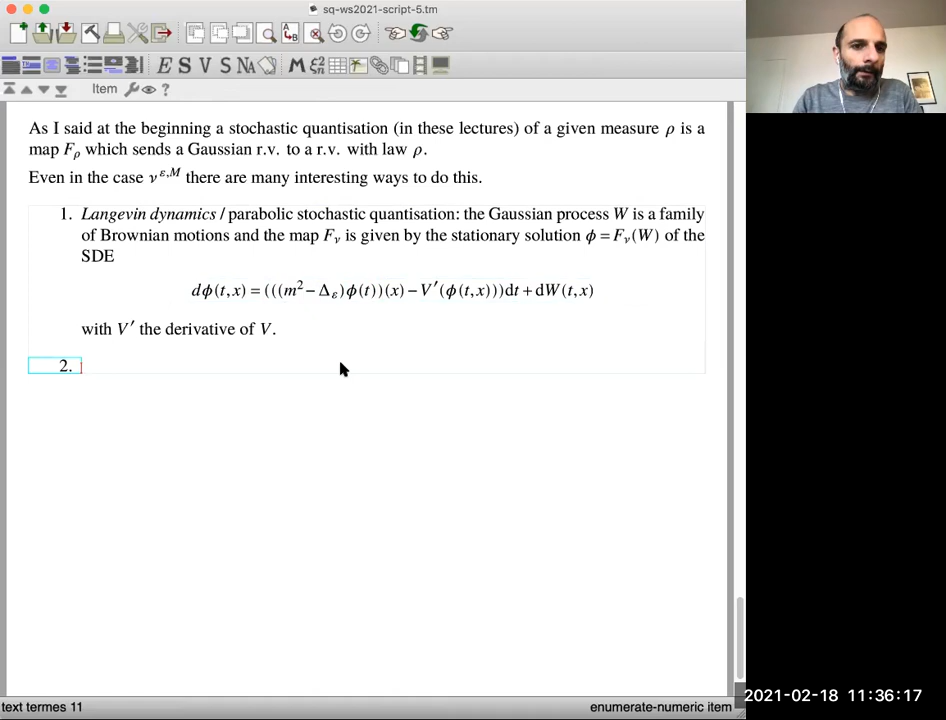 sq-ws2021-script-5.tm
E S V S NA M
Item ?
As I said at the beginning a stochastic quantisation (in these lectures) of a given measure ρ is a
map F_ρ which sends a Gaussian r.v. to a r.v. with law ρ.
Even in the case ν^{ε,M} there are many interesting ways to do this.
1. Langevin dynamics / parabolic stochastic quantisation: the Gaussian process W is a family
of Brownian motions and the map F_ν is given by the stationary solution ϕ = F_ν(W) of the
SDE
dϕ(t,x) = (((m² − Δ_ε)ϕ(t))(x) − V′(ϕ(t,x)))dt + dW(t,x)
with V′ the derivative of V.
2.
text termes 11
enumerate-numeric item
2021-02-18 11:36:17